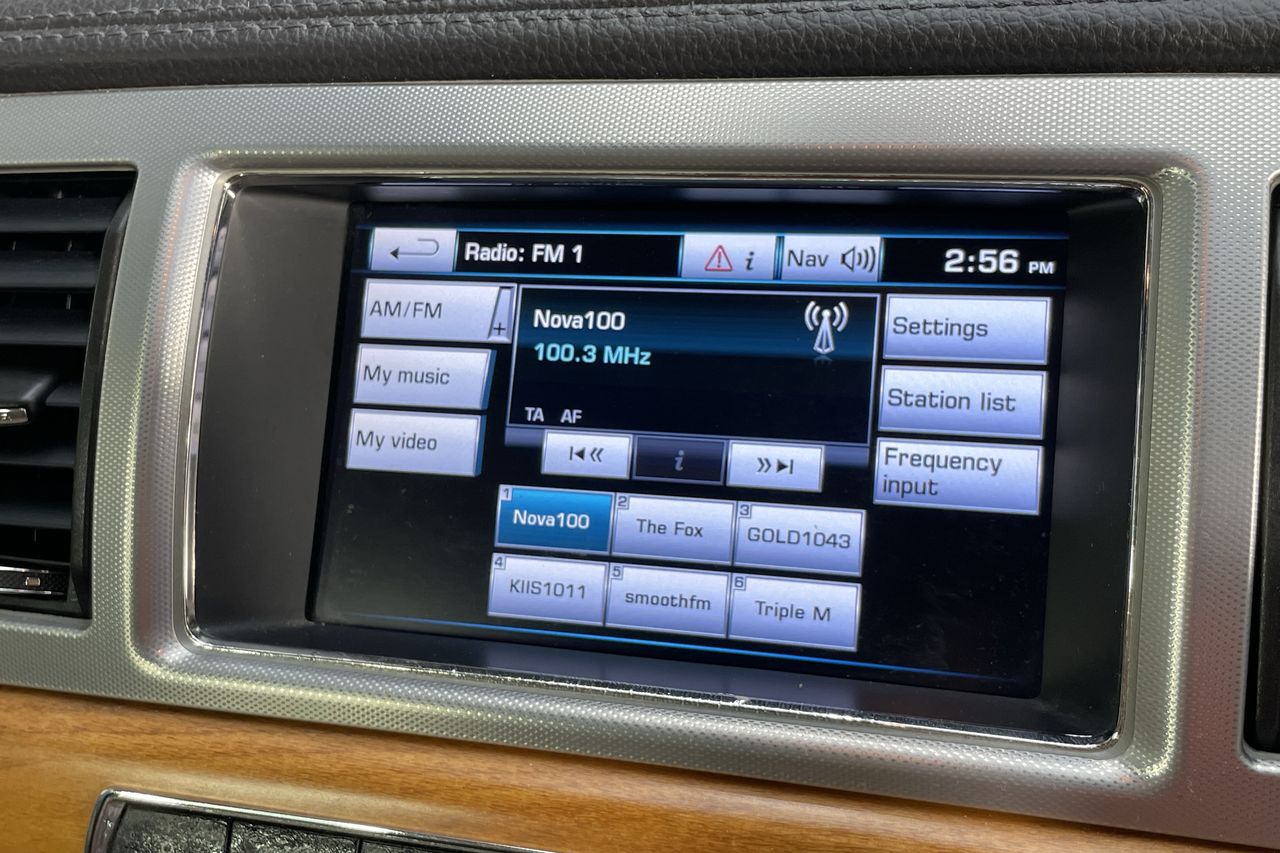 Radio: FM 1
i
Nav
2:56 PM
AM/FM
+
My music
My video
Nova100
100.3 MHz
TA AF
i
Settings
Station list
Frequency
input
1 Nova100
2 The Fox
3 GOLD1043
4 KIIS1011
5 smoothfm
6 Triple M